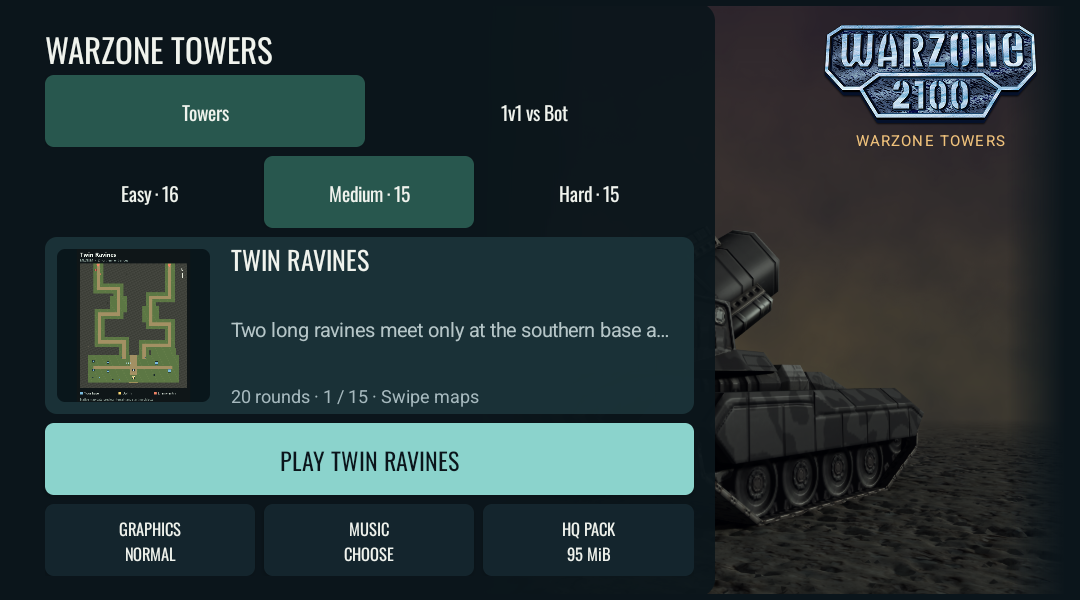 WARZONE TOWERS
Towers
1v1 vs Bot
Easy · 16
Medium · 15
Hard · 15
Twin Ravines
TWIN RAVINES
Two long ravines meet only at the southern base a...
20 rounds · 1 / 15 · Swipe maps
PLAY TWIN RAVINES
GRAPHICS
NORMAL
MUSIC
CHOOSE
HQ PACK
95 MiB
WARZONE
2100
WARZONE TOWERS